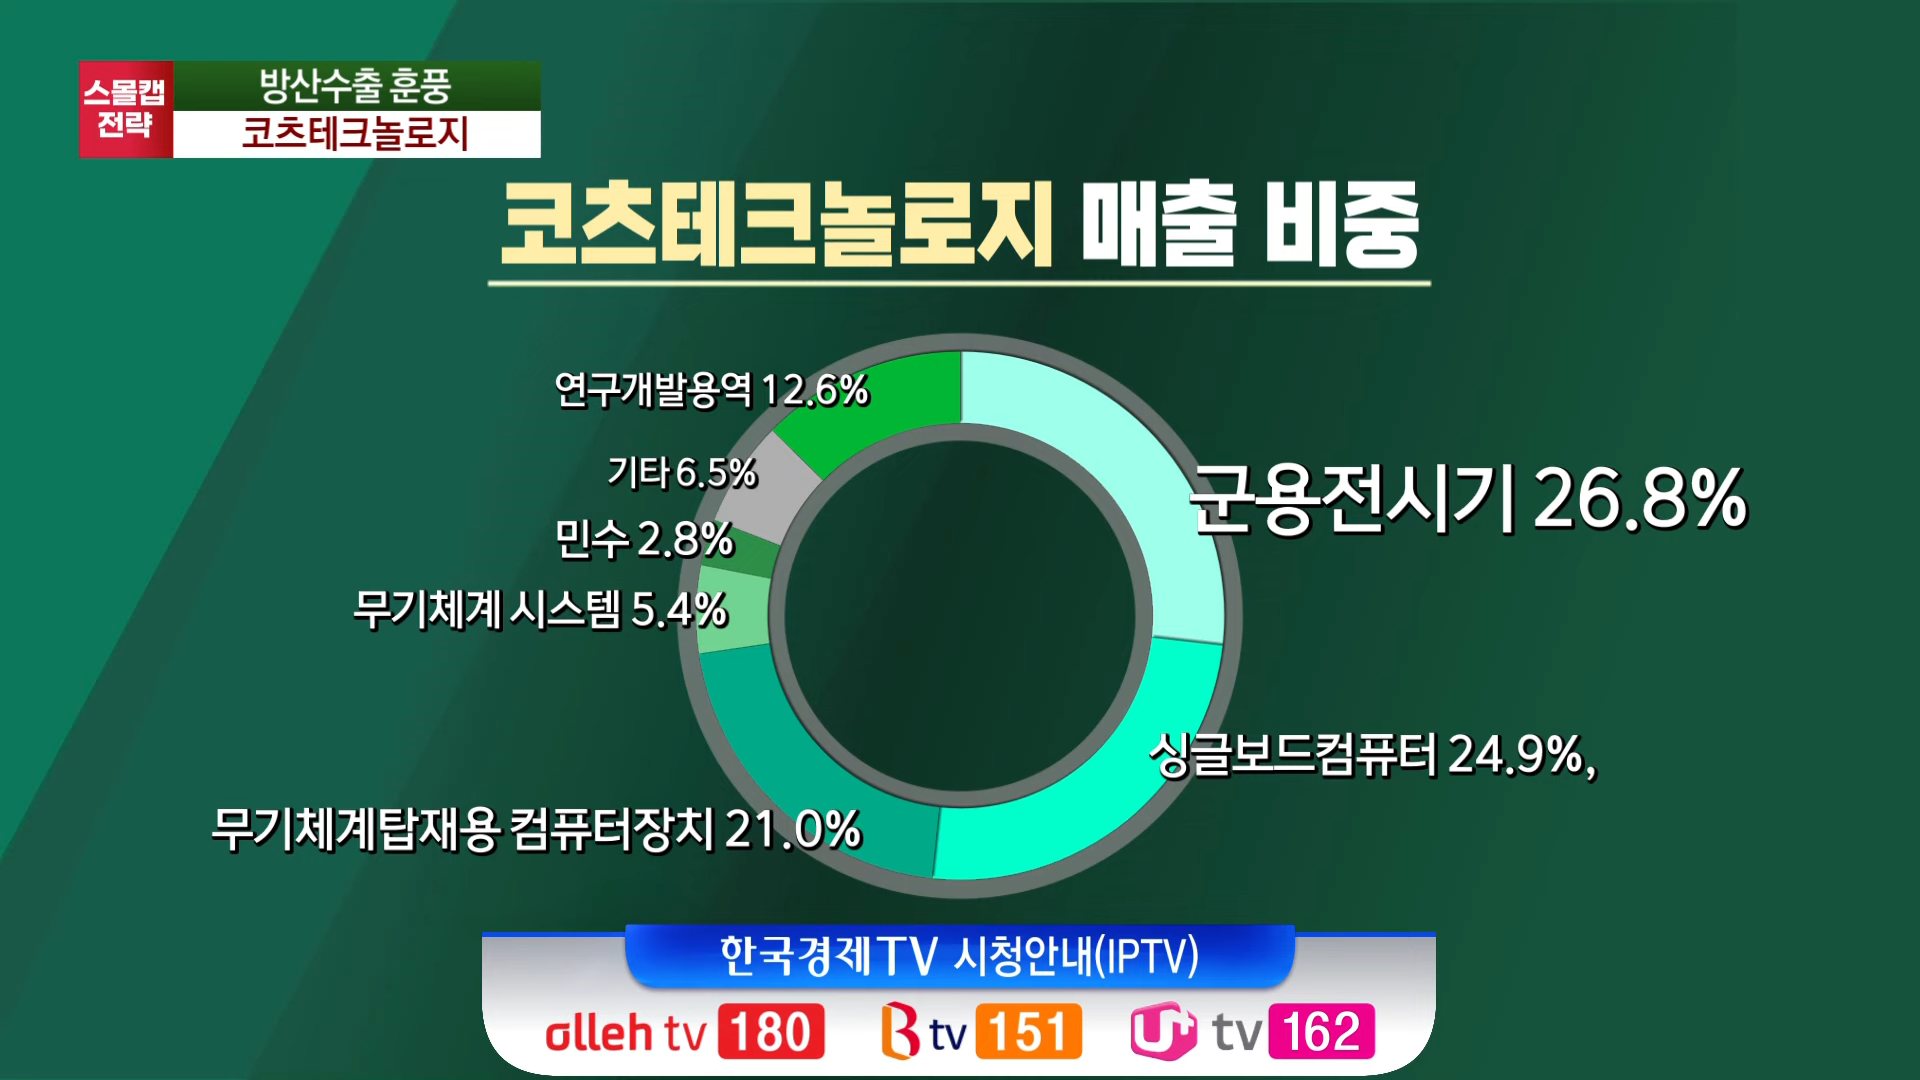 스몰캡
전략
방산수출 훈풍
코츠테크놀로지
코츠테크놀로지 매출 비중
연구개발용역 12.6%
기타 6.5%
민수 2.8%
무기체계 시스템 5.4%
무기체계탑재용 컴퓨터장치 21.0%
군용전시기 26.8%
싱글보드컴퓨터 24.9%,
한국경제TV 시청안내(IPTV)
olleh tv 180
B tv 151
U+ tv 162